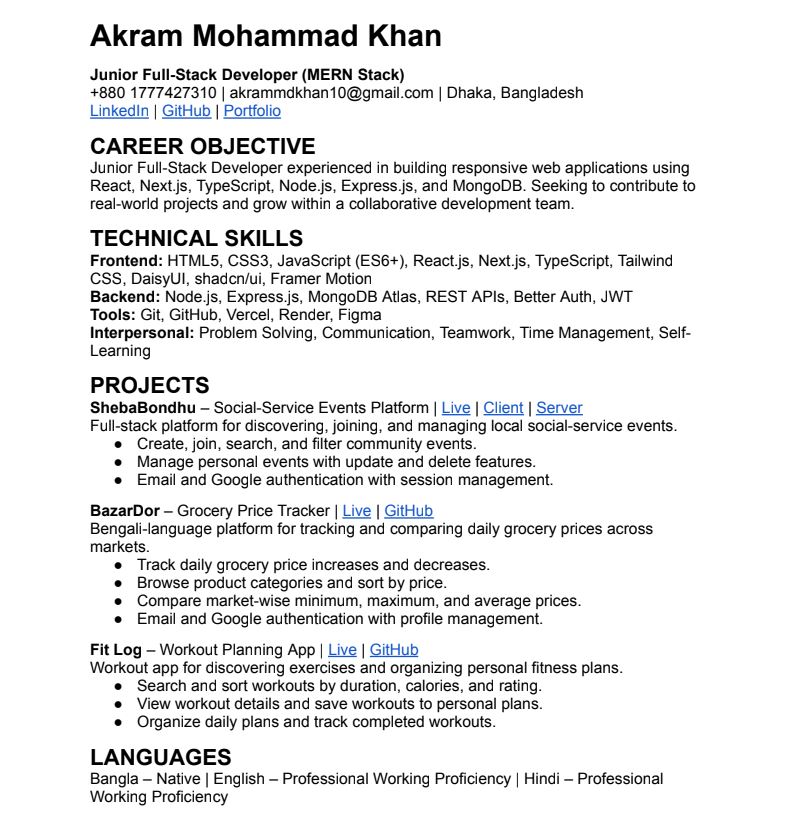 Akram Mohammad Khan
Junior Full-Stack Developer (MERN Stack)
+880 1777427310 | akrammdkhan10@gmail.com | Dhaka, Bangladesh
LinkedIn | GitHub | Portfolio
CAREER OBJECTIVE
Junior Full-Stack Developer experienced in building responsive web applications using
React, Next.js, TypeScript, Node.js, Express.js, and MongoDB. Seeking to contribute to
real-world projects and grow within a collaborative development team.
TECHNICAL SKILLS
Frontend: HTML5, CSS3, JavaScript (ES6+), React.js, Next.js, TypeScript, Tailwind
CSS, DaisyUI, shadcn/ui, Framer Motion
Backend: Node.js, Express.js, MongoDB Atlas, REST APIs, Better Auth, JWT
Tools: Git, GitHub, Vercel, Render, Figma
Interpersonal: Problem Solving, Communication, Teamwork, Time Management, Self-
Learning
PROJECTS
ShebaBondhu – Social-Service Events Platform | Live | Client | Server
Full-stack platform for discovering, joining, and managing local social-service events.
● Create, join, search, and filter community events.
● Manage personal events with update and delete features.
● Email and Google authentication with session management.
BazarDor – Grocery Price Tracker | Live | GitHub
Bengali-language platform for tracking and comparing daily grocery prices across
markets.
● Track daily grocery price increases and decreases.
● Browse product categories and sort by price.
● Compare market-wise minimum, maximum, and average prices.
● Email and Google authentication with profile management.
Fit Log – Workout Planning App | Live | GitHub
Workout app for discovering exercises and organizing personal fitness plans.
● Search and sort workouts by duration, calories, and rating.
● View workout details and save workouts to personal plans.
● Organize daily plans and track completed workouts.
LANGUAGES
Bangla – Native | English – Professional Working Proficiency | Hindi – Professional
Working Proficiency